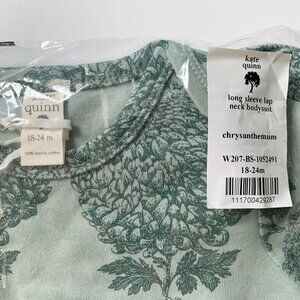 kate
quinn
18-24 m
100% organic cotton
kate
quinn
long sleeve lap
neck bodysuit
chrysanthemum
W207-BS-1052491
18-24m
111700429287